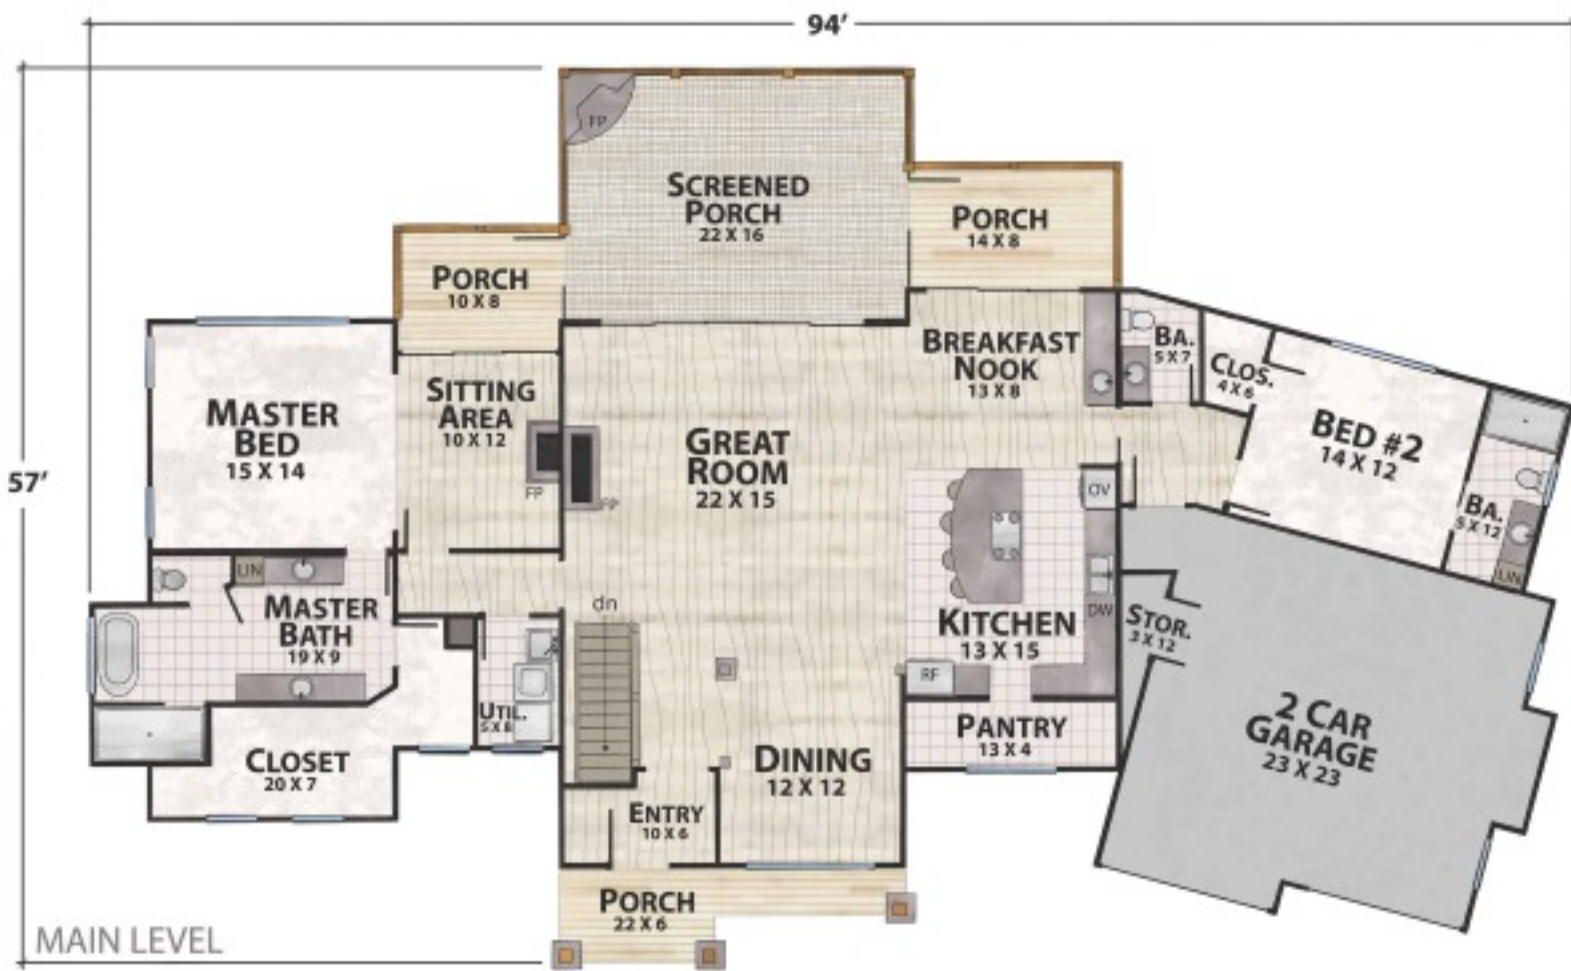 94'
57'
FP
SCREENED
PORCH
22 X 16
PORCH
14 X 8
PORCH
10 X 8
MASTER
BED
15 X 14
SITTING
AREA
10 X 12
FP
FP
GREAT
ROOM
22 X 15
BREAKFAST
NOOK
13 X 8
BA.
5 X 7
CLOS.
4 X 6
BED #2
14 X 12
BA.
5 X 12
LIN
OV
DW
RF
KITCHEN
13 X 15
PANTRY
13 X 4
STOR.
3 X 12
2 CAR
GARAGE
23 X 23
LIN
MASTER
BATH
19 X 9
CLOSET
20 X 7
UTIL.
5 X 8
dn
DINING
12 X 12
ENTRY
10 X 6
PORCH
22 X 6
MAIN LEVEL